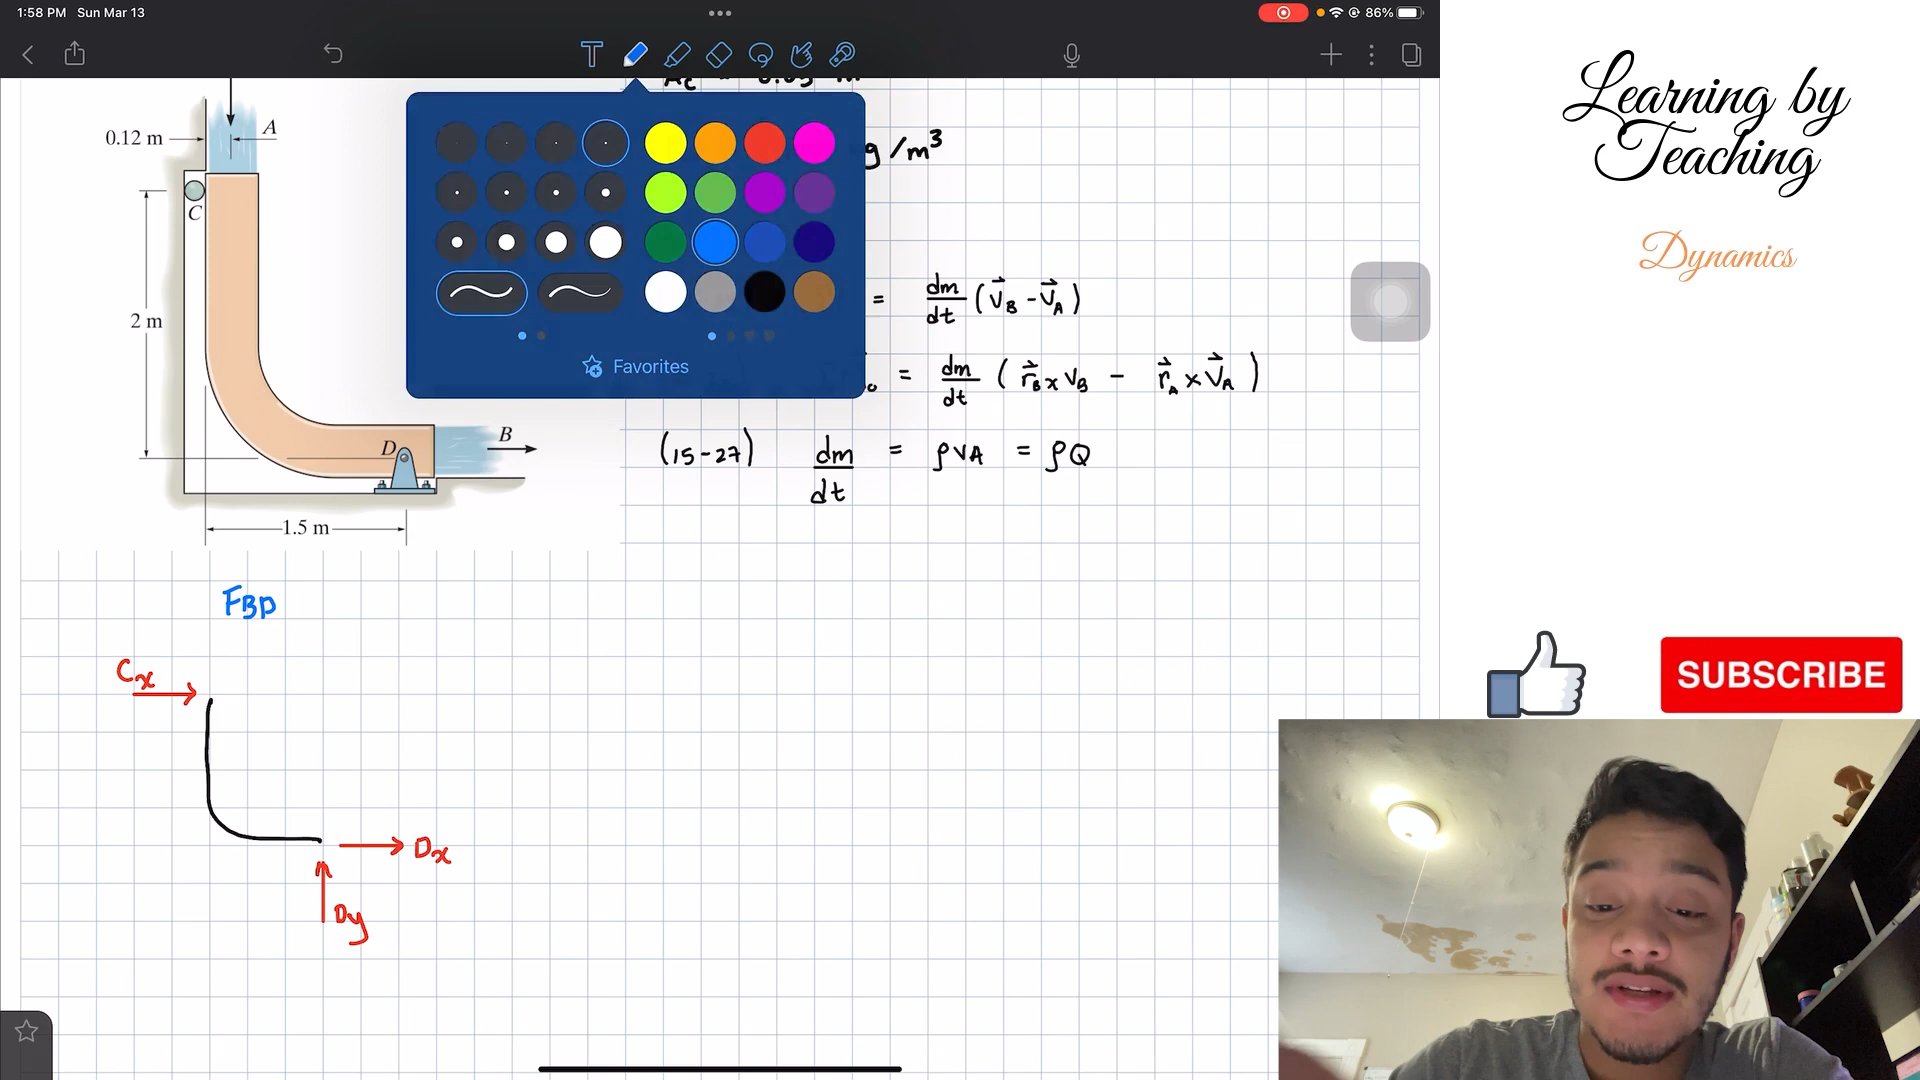 1:58 PM Sun Mar 13
86%
T
0.12 m
A
C
2 m
D
B
1.5 m
g/m³
= dm/dt (V⃗B - V⃗A)
= dm/dt ( r⃗B x VB - r⃗A x V⃗A )
(15-27) dm/dt = ρVA = ρQ
Favorites
FBD
Cx
Dx
Dy
Learning by
Teaching
Dynamics
SUBSCRIBE